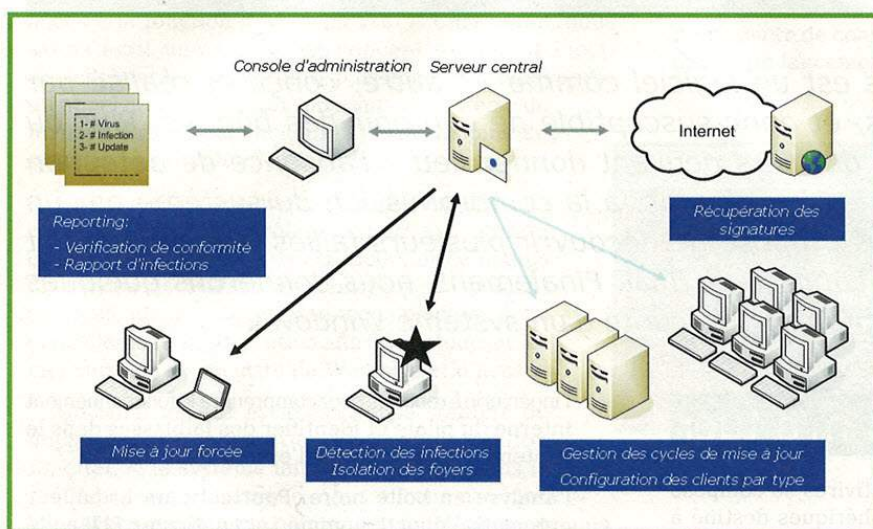 Console d'administration
Serveur central
1- # Virus
2- # Infection
3- # Update
Internet
Reporting:
- Vérification de conformité
- Rapport d'infections
Récupération des
signatures
Mise à jour forcée
Détection des infections
Isolation des foyers
Gestion des cycles de mise à jour
Configuration des clients par type